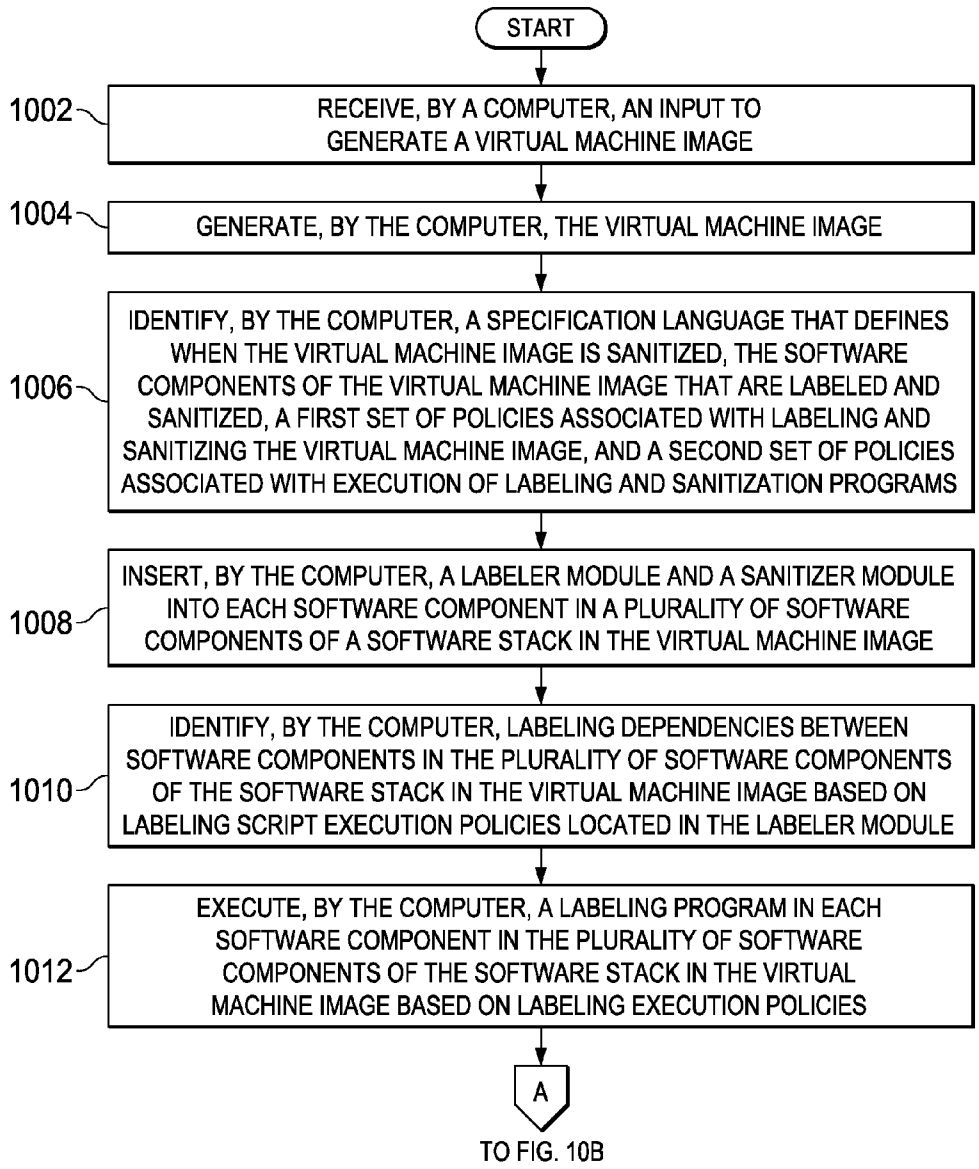 START
1002
RECEIVE, BY A COMPUTER, AN INPUT TO
GENERATE A VIRTUAL MACHINE IMAGE
1004
GENERATE, BY THE COMPUTER, THE VIRTUAL MACHINE IMAGE
1006
IDENTIFY, BY THE COMPUTER, A SPECIFICATION LANGUAGE THAT DEFINES
WHEN THE VIRTUAL MACHINE IMAGE IS SANITIZED, THE SOFTWARE
COMPONENTS OF THE VIRTUAL MACHINE IMAGE THAT ARE LABELED AND
SANITIZED, A FIRST SET OF POLICIES ASSOCIATED WITH LABELING AND
SANITIZING THE VIRTUAL MACHINE IMAGE, AND A SECOND SET OF POLICIES
ASSOCIATED WITH EXECUTION OF LABELING AND SANITIZATION PROGRAMS
1008
INSERT, BY THE COMPUTER, A LABELER MODULE AND A SANITIZER MODULE
INTO EACH SOFTWARE COMPONENT IN A PLURALITY OF SOFTWARE
COMPONENTS OF A SOFTWARE STACK IN THE VIRTUAL MACHINE IMAGE
1010
IDENTIFY, BY THE COMPUTER, LABELING DEPENDENCIES BETWEEN
SOFTWARE COMPONENTS IN THE PLURALITY OF SOFTWARE COMPONENTS
OF THE SOFTWARE STACK IN THE VIRTUAL MACHINE IMAGE BASED ON
LABELING SCRIPT EXECUTION POLICIES LOCATED IN THE LABELER MODULE
1012
EXECUTE, BY THE COMPUTER, A LABELING PROGRAM IN EACH
SOFTWARE COMPONENT IN THE PLURALITY OF SOFTWARE
COMPONENTS OF THE SOFTWARE STACK IN THE VIRTUAL
MACHINE IMAGE BASED ON LABELING EXECUTION POLICIES
A
TO FIG. 10B